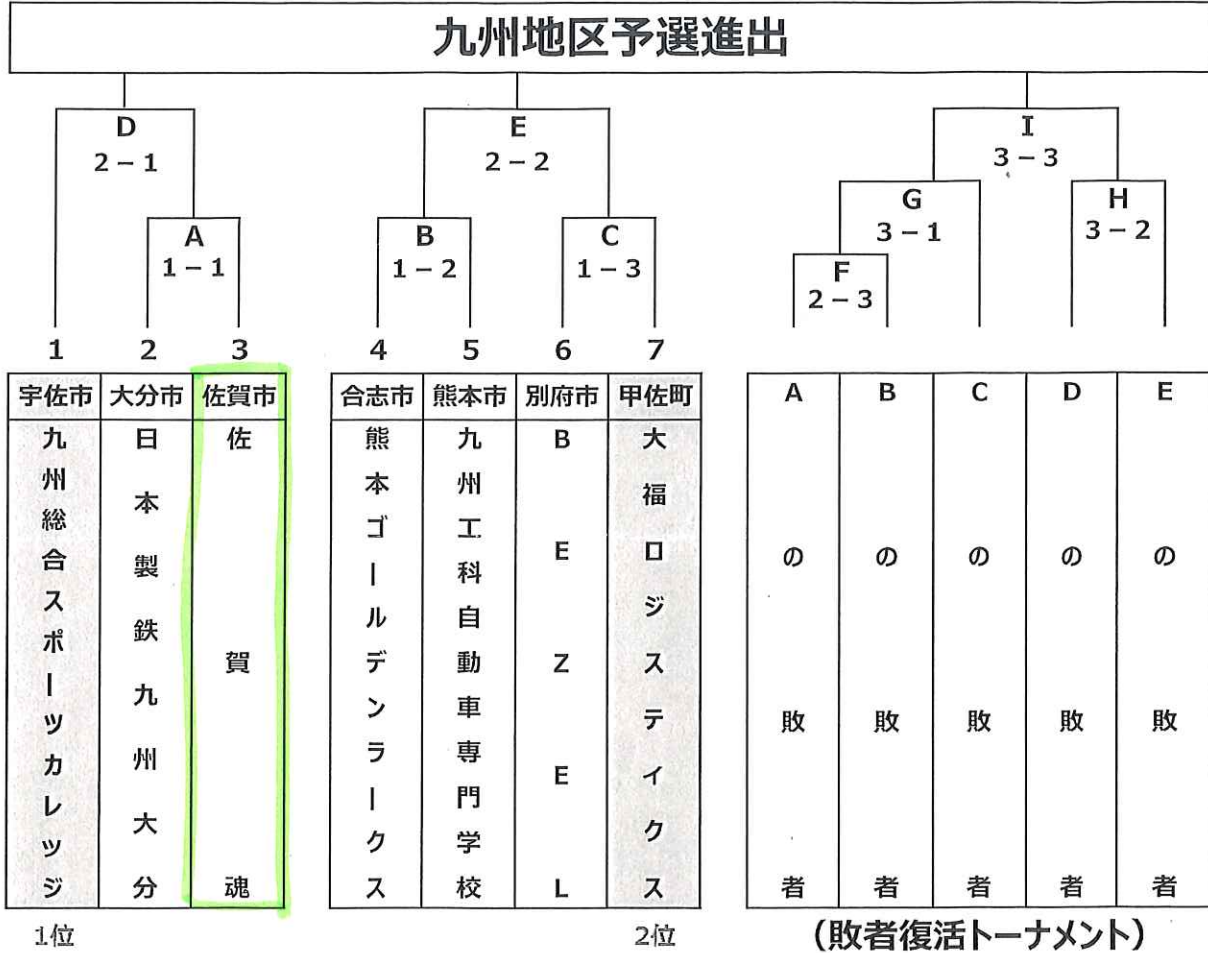 九州地区予選進出
D
2－1
E
2－2
I
3－3
A
1－1
B
1－2
C
1－3
G
3－1
H
3－2
F
2－3
1 2 3 4 5 6 7
宇佐市 大分市 佐賀市 合志市 熊本市 別府市 甲佐町
九州総合スポーツカレッジ
日本製鉄九州大分
佐賀魂
熊本ゴールデンラークス
九州工科自動車専門学校
BEZEL
大福ロジスティクス
Aの敗者
Bの敗者
Cの敗者
Dの敗者
Eの敗者
1位 2位
（敗者復活トーナメント）